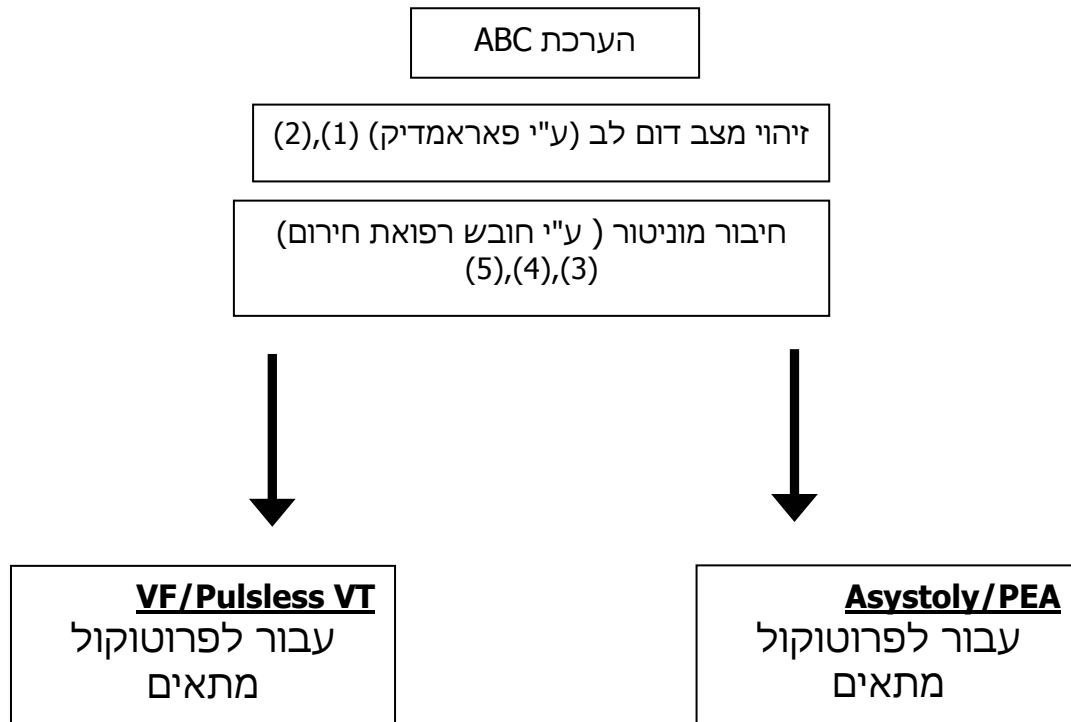 הערכת ABC
זיהוי מצב דום לב (ע"י פאראמדיק) (1),(2)
חיבור מוניטור ( ע"י חובש רפואת חירום)
(3),(4),(5)
Asystoly/PEA
עבור לפרוטוקול
מתאים
VF/Pulsless VT
עבור לפרוטוקול
מתאים